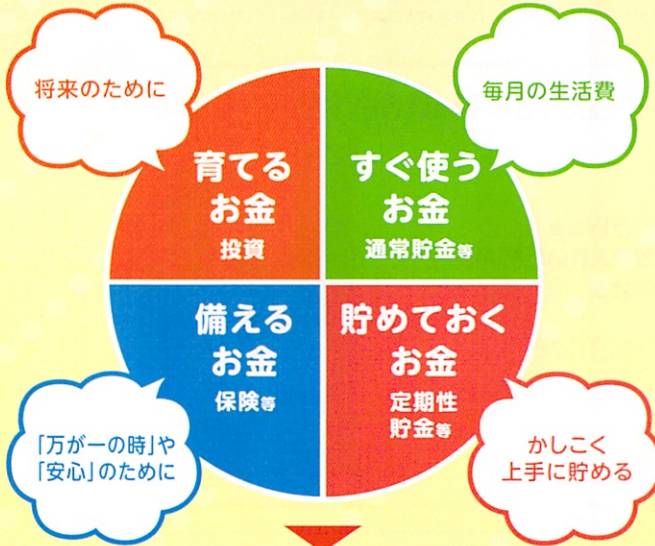 将来のために
毎月の生活費
育てる
お金
投資
すぐ使う
お金
通常貯金等
備える
お金
保険等
貯めておく
お金
定期性
貯金等
「万が一の時」や
「安心」のために
かしこく
上手に貯める